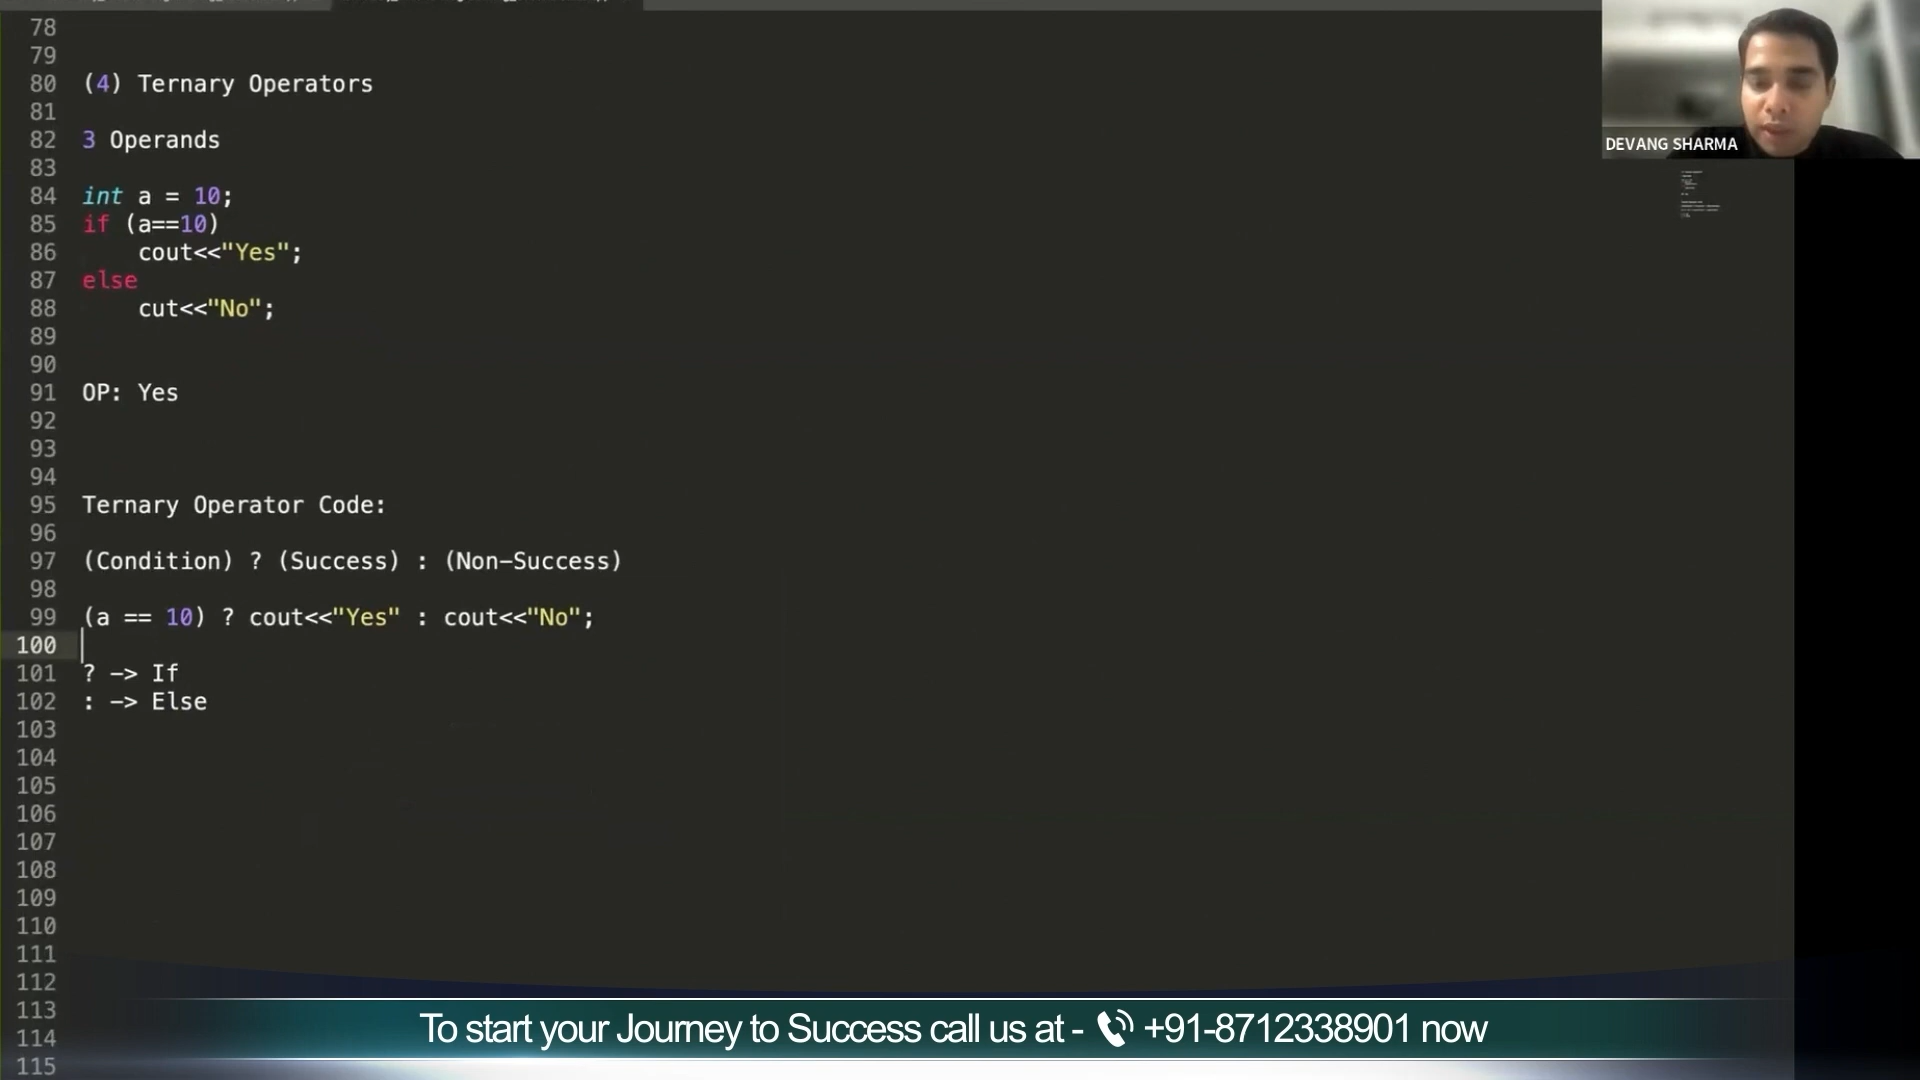 78
79
80 (4) Ternary Operators
81
82 3 Operands
83
84 int a = 10;
85 if (a==10)
86 cout<<"Yes";
87 else
88 cut<<"No";
89
90
91 OP: Yes
92
93
94
95 Ternary Operator Code:
96
97 (Condition) ? (Success) : (Non-Success)
98
99 (a == 10) ? cout<<"Yes" : cout<<"No";
100
101 ? -> If
102 : -> Else
103
104
105
106
107
108
109
110
111
112
113
114
115
DEVANG SHARMA
To start your Journey to Success call us at - +91-8712338901 now